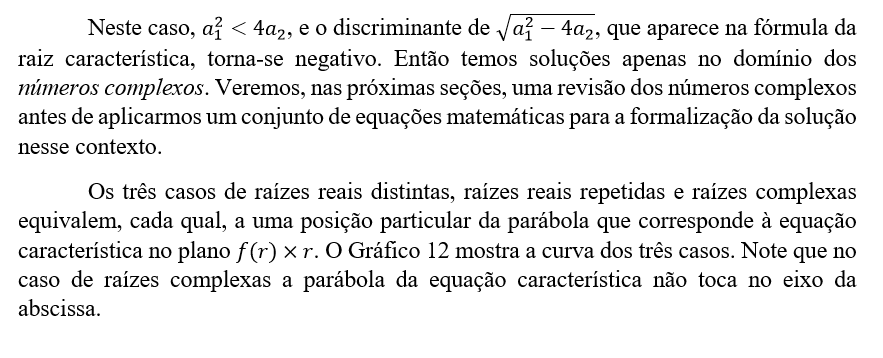 Neste caso, 𝑎₁² < 4𝑎₂, e o discriminante de √(𝑎₁² − 4𝑎₂), que aparece na fórmula da
raiz característica, torna-se negativo. Então temos soluções apenas no domínio dos
números complexos. Veremos, nas próximas seções, uma revisão dos números complexos
antes de aplicarmos um conjunto de equações matemáticas para a formalização da solução
nesse contexto.
Os três casos de raízes reais distintas, raízes reais repetidas e raízes complexas
equivalem, cada qual, a uma posição particular da parábola que corresponde à equação
característica no plano 𝑓(𝑟) × 𝑟. O Gráfico 12 mostra a curva dos três casos. Note que no
caso de raízes complexas a parábola da equação característica não toca no eixo da
abscissa.